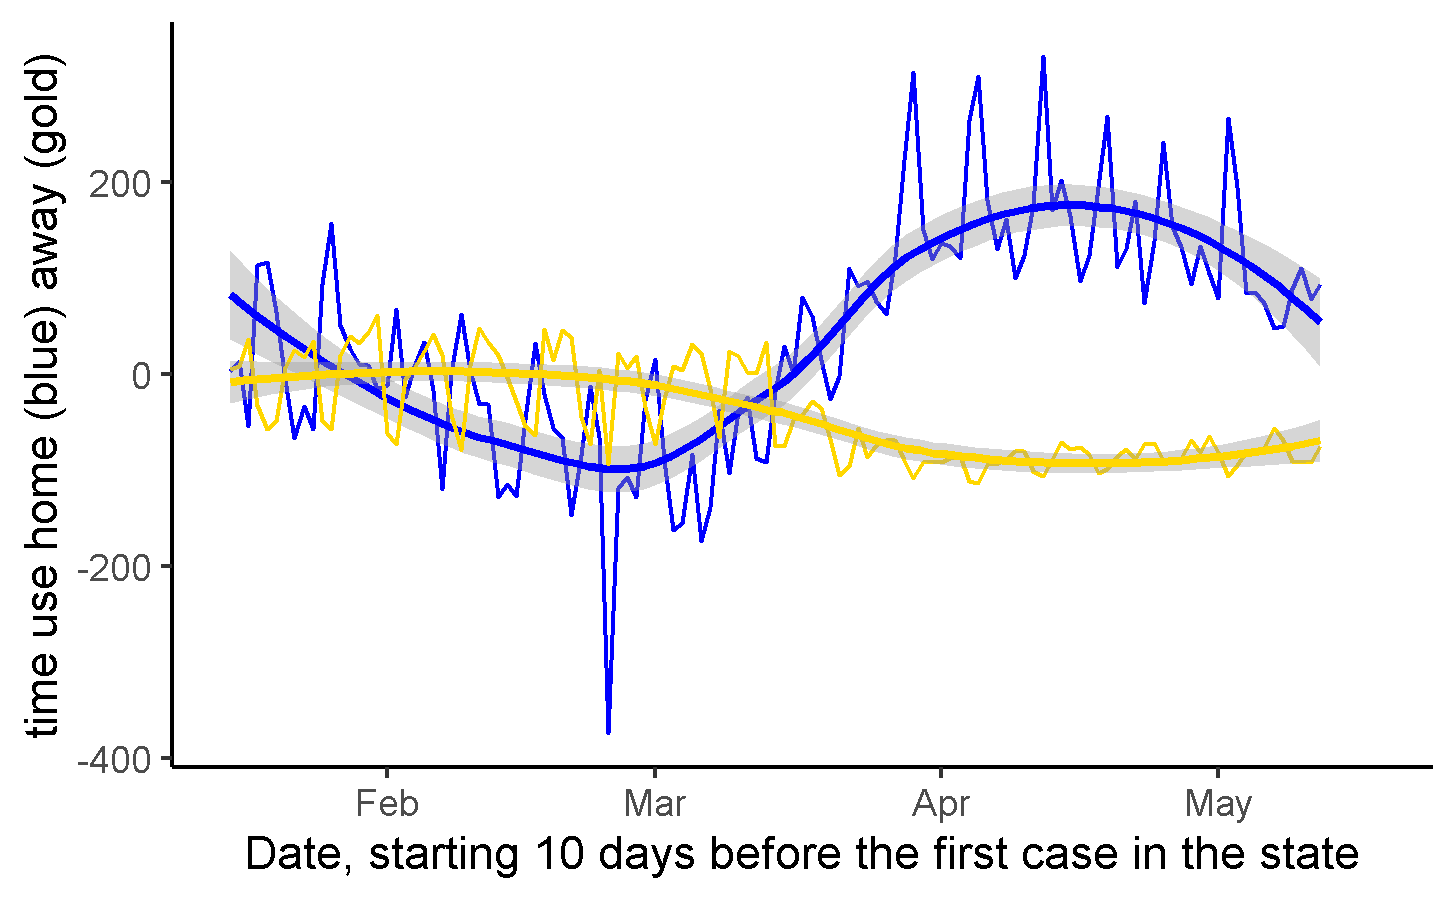 time use home (blue) away (gold)
200
0
-200
-400
Feb Mar Apr May
Date, starting 10 days before the first case in the state